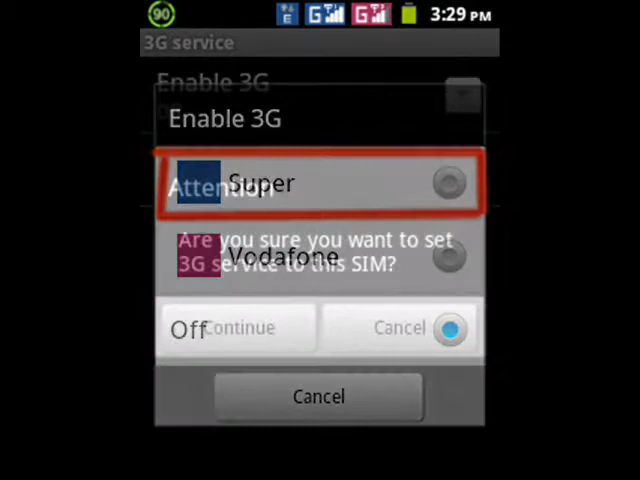 90 E G G 3:29 PM
3G service
Enable 3G
Enable 3G
Super
Attention
Are you sure you want to set
Vodafone
3G service to this SIM?
Off
Continue
Cancel
Cancel